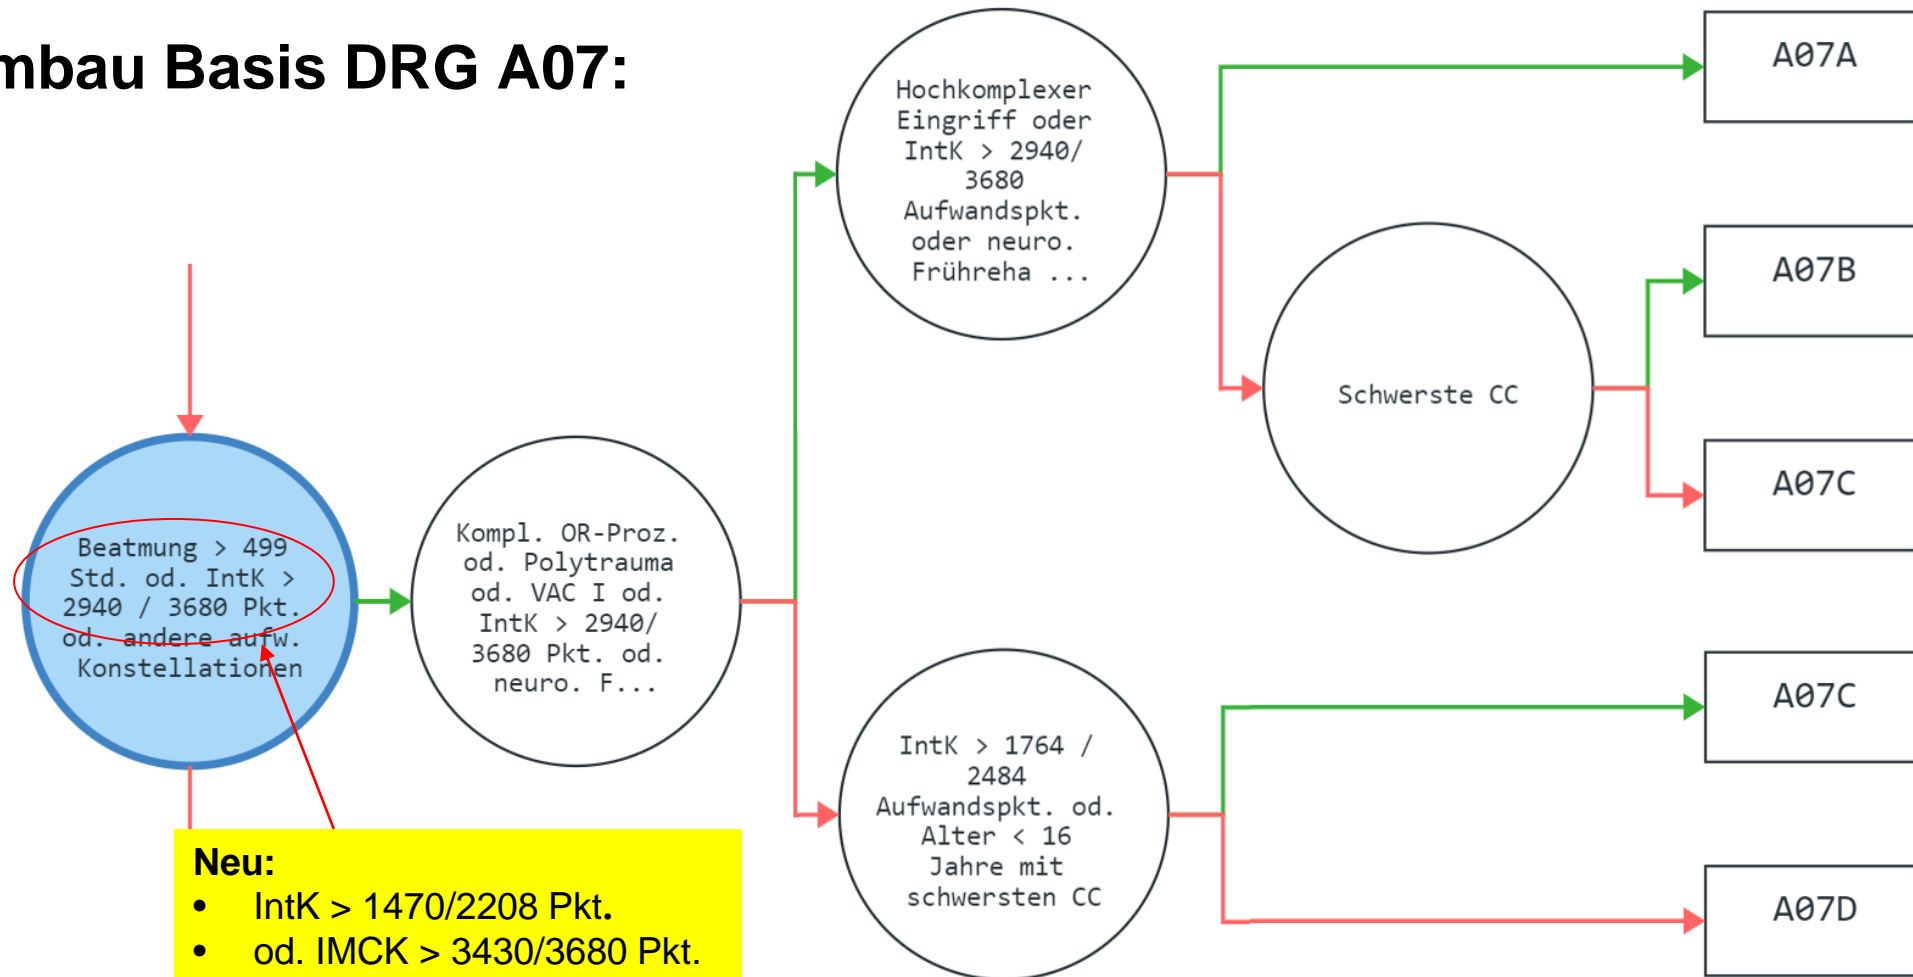 mbau Basis DRG A07:
Hochkomplexer
Eingriff oder
IntK > 2940/
3680
Aufwandspkt.
oder neuro.
Frühreha ...
A07A
Schwerste CC
A07B
A07C
Beatmung > 499
Std. od. IntK >
2940 / 3680 Pkt.
od. andere aufw.
Konstellationen
Kompl. OR-Proz.
od. Polytrauma
od. VAC I od.
IntK > 2940/
3680 Pkt. od.
neuro. F...
IntK > 1764 /
2484
Aufwandspkt. od.
Alter < 16
Jahre mit
schwersten CC
A07C
A07D
Neu:
• IntK > 1470/2208 Pkt.
• od. IMCK > 3430/3680 Pkt.